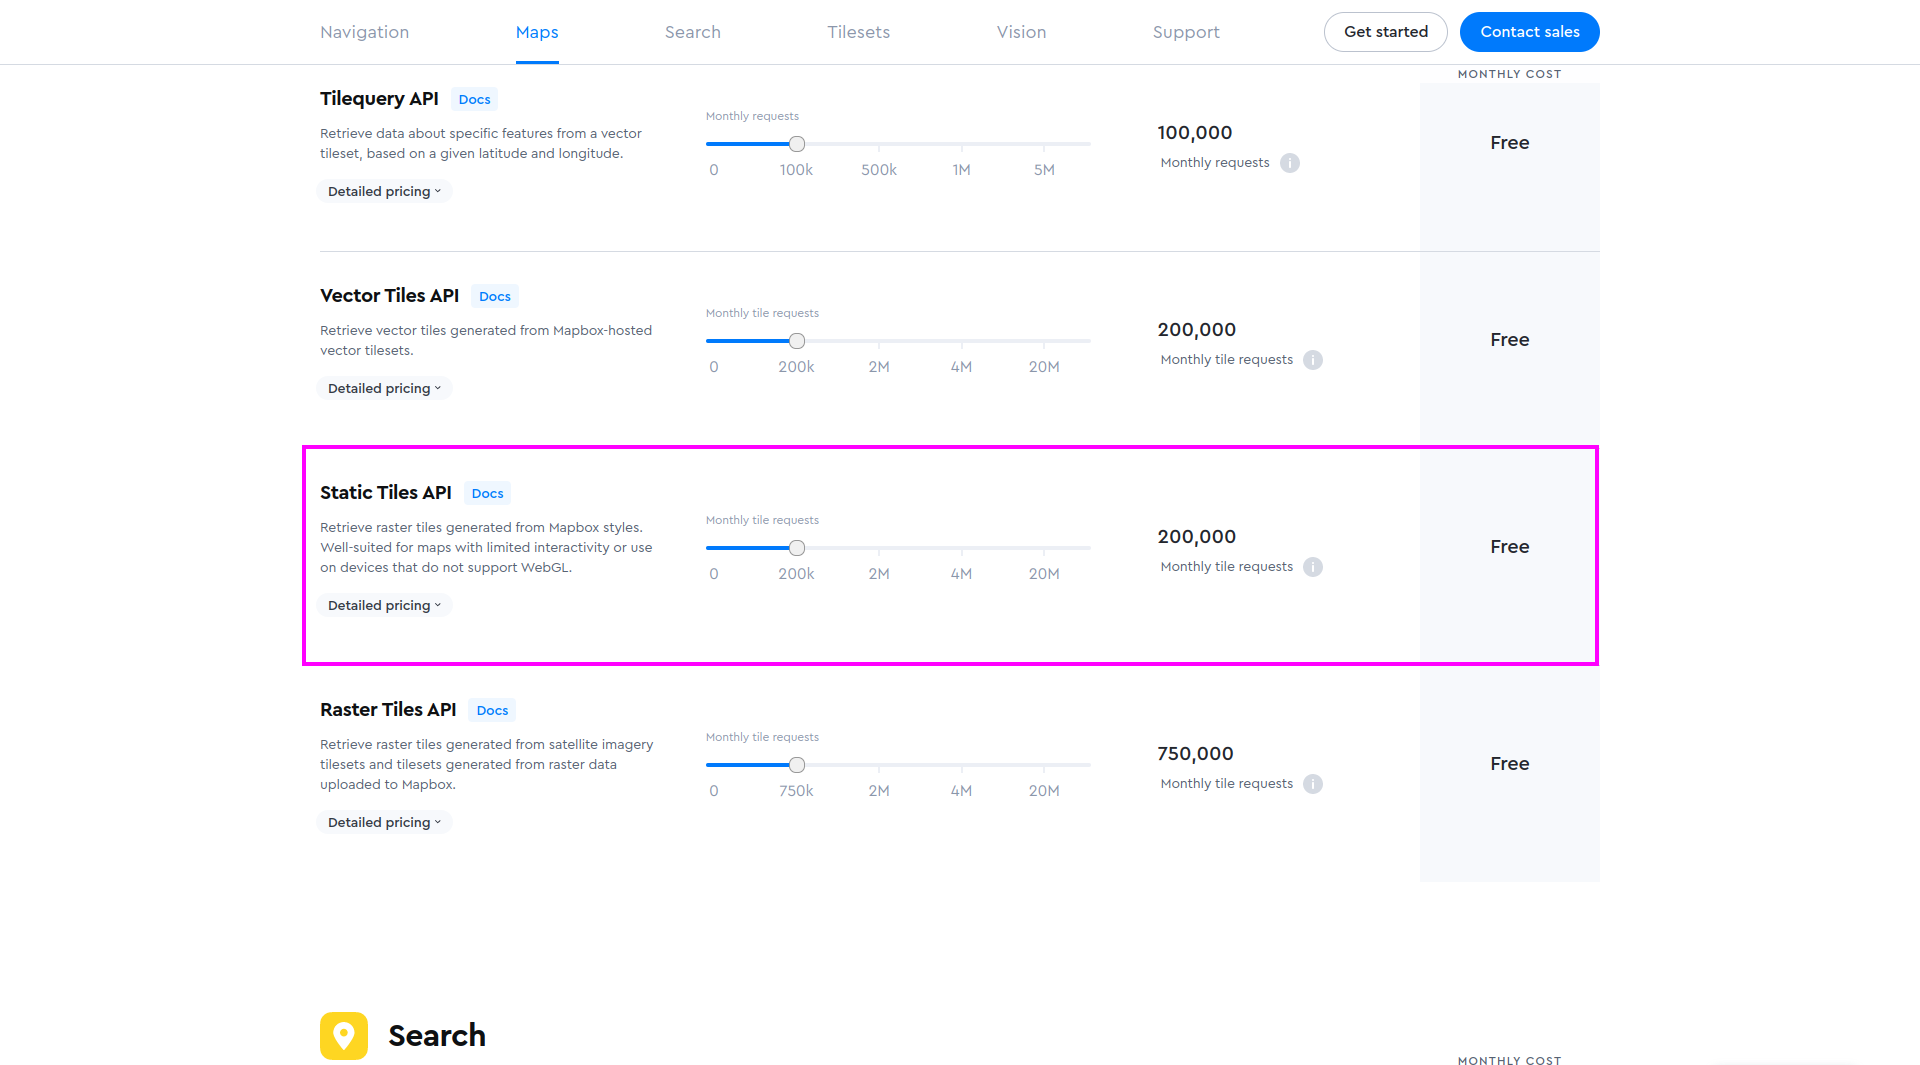 Navigation
Maps
Search
Tilesets
Vision
Support
Get started
Contact sales
MONTHLY COST
Tilequery API Docs
Retrieve data about specific features from a vector
tileset, based on a given latitude and longitude.
Detailed pricing
Monthly requests
0 100k 500k 1M 5M
100,000
Monthly requests i
Free
Vector Tiles API Docs
Retrieve vector tiles generated from Mapbox-hosted
vector tilesets.
Detailed pricing
Monthly tile requests
0 200k 2M 4M 20M
200,000
Monthly tile requests i
Free
Static Tiles API Docs
Retrieve raster tiles generated from Mapbox styles.
Well-suited for maps with limited interactivity or use
on devices that do not support WebGL.
Detailed pricing
Monthly tile requests
0 200k 2M 4M 20M
200,000
Monthly tile requests i
Free
Raster Tiles API Docs
Retrieve raster tiles generated from satellite imagery
tilesets and tilesets generated from raster data
uploaded to Mapbox.
Detailed pricing
Monthly tile requests
0 750k 2M 4M 20M
750,000
Monthly tile requests i
Free
Search
MONTHLY COST